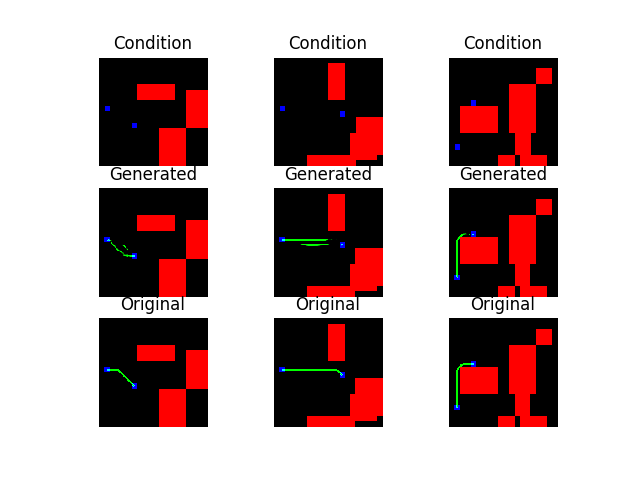 Condition Condition Condition
Generated Generated Generated
Original Original Original